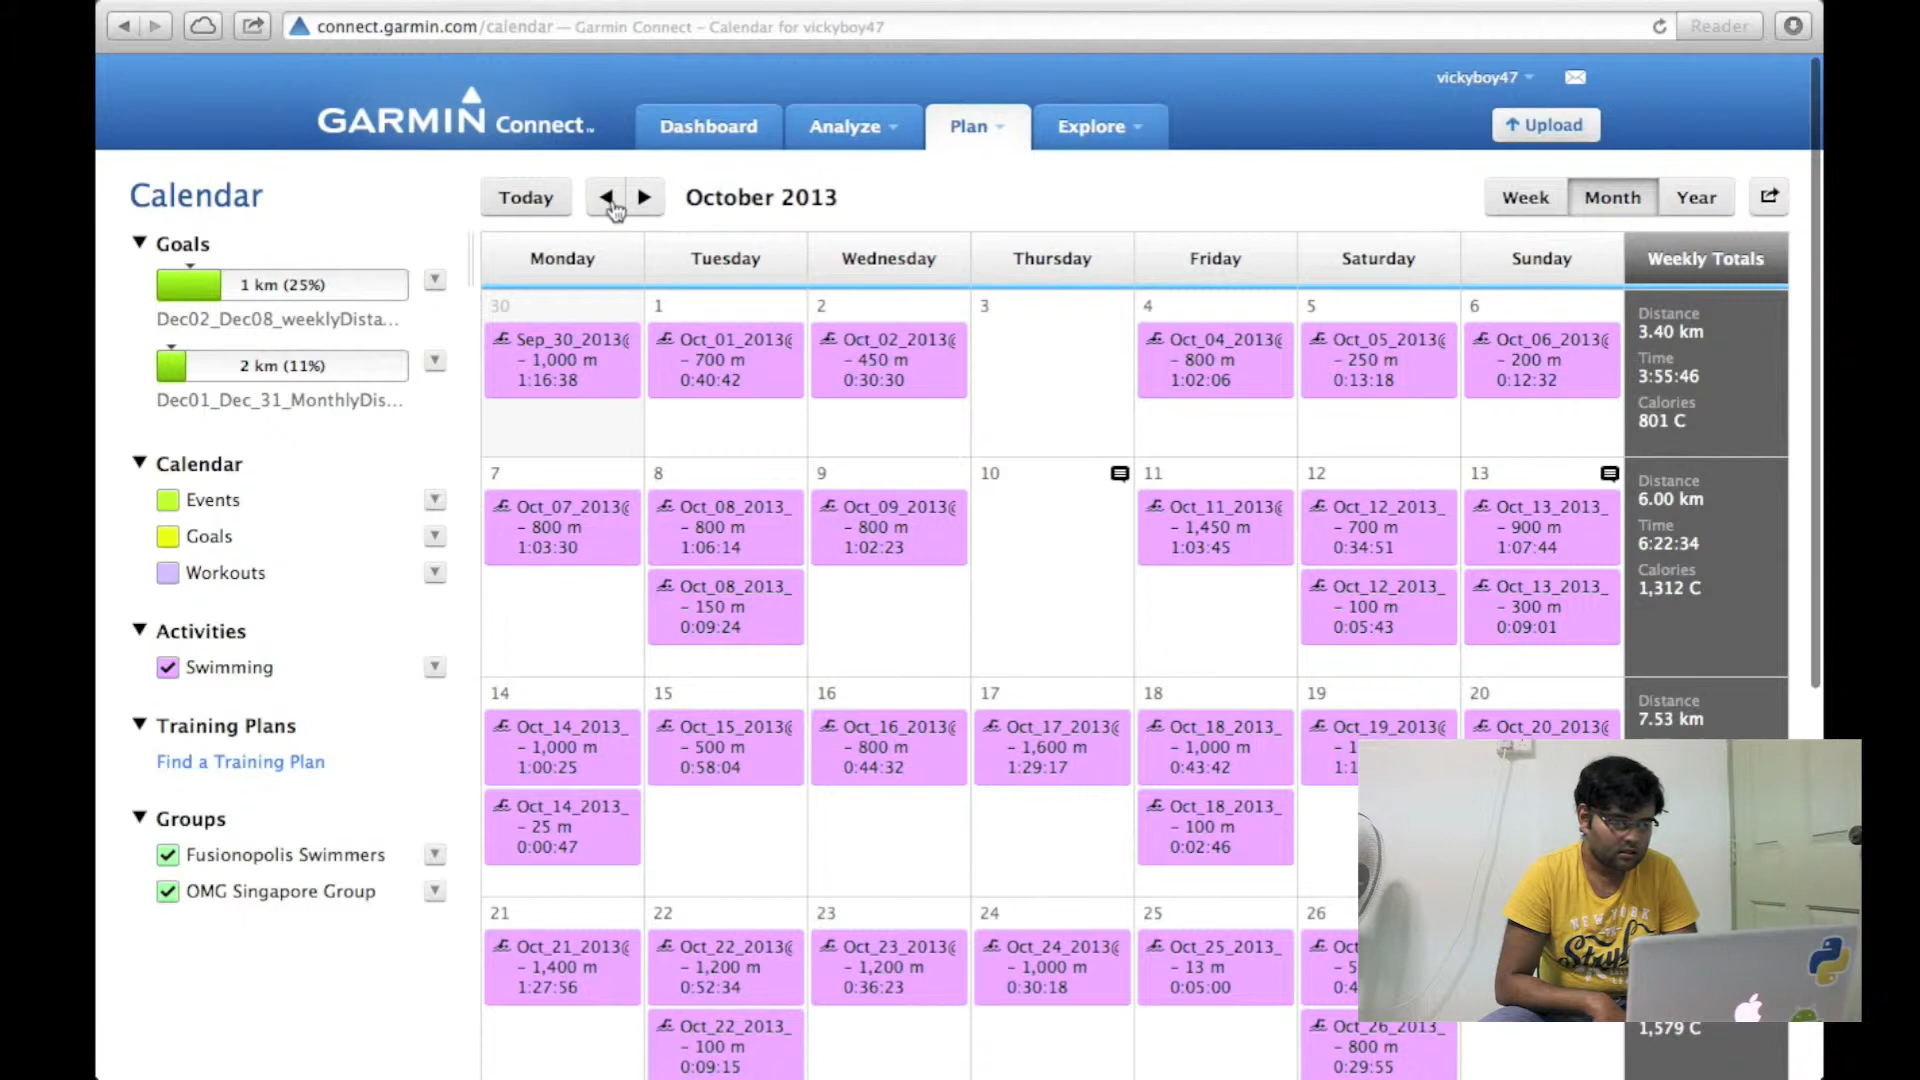 connect.garmin.com/calendar — Garmin Connect – Calendar for vickyboy47
Reader
vickyboy47
GARMIN Connect™
Dashboard
Analyze
Plan
Explore
Upload
Calendar
Today
October 2013
Week
Month
Year
Goals
1 km (25%)
Dec02_Dec08_weeklyDista...
2 km (11%)
Dec01_Dec_31_MonthlyDis...
Calendar
Events
Goals
Workouts
Activities
Swimming
Training Plans
Find a Training Plan
Groups
Fusionopolis Swimmers
OMG Singapore Group
Monday Tuesday Wednesday Thursday Friday Saturday Sunday Weekly Totals
30 1 2 3 4 5 6
Sep_30_2013@ Oct_01_2013@ Oct_02_2013@ Oct_04_2013@ Oct_05_2013@ Oct_06_2013@
– 1,000 m – 700 m – 450 m – 800 m – 250 m – 200 m
1:16:38 0:40:42 0:30:30 1:02:06 0:13:18 0:12:32
Distance
3.40 km
Time
3:55:46
Calories
801 C
7 8 9 10 11 12 13
Oct_07_2013@ Oct_08_2013_ Oct_09_2013@ Oct_11_2013@ Oct_12_2013_ Oct_13_2013_
– 800 m – 800 m – 800 m – 1,450 m – 700 m – 900 m
1:03:30 1:06:14 1:02:23 1:03:45 0:34:51 1:07:44
Oct_08_2013_ Oct_12_2013_ Oct_13_2013_
– 150 m – 100 m – 300 m
0:09:24 0:05:43 0:09:01
Distance
6.00 km
Time
6:22:34
Calories
1,312 C
14 15 16 17 18 19 20
Oct_14_2013_ Oct_15_2013@ Oct_16_2013@ Oct_17_2013@ Oct_18_2013_ Oct_19_2013@ Oct_20_2013@
– 1,000 m – 500 m – 800 m – 1,600 m – 1,000 m
1:00:25 0:58:04 0:44:32 1:29:17 0:43:42
Oct_14_2013_ Oct_18_2013_
– 25 m – 100 m
0:00:47 0:02:46
Distance
7.53 km
21 22 23 24 25 26
Oct_21_2013@ Oct_22_2013@ Oct_23_2013@ Oct_24_2013@ Oct_25_2013_
– 1,400 m – 1,200 m – 1,200 m – 1,000 m – 13 m
1:27:56 0:52:34 0:36:23 0:30:18 0:05:00
Oct_22_2013_ Oct_26_2013_
– 100 m – 800 m
0:09:15 0:29:55
1,579 C
NEW YORK